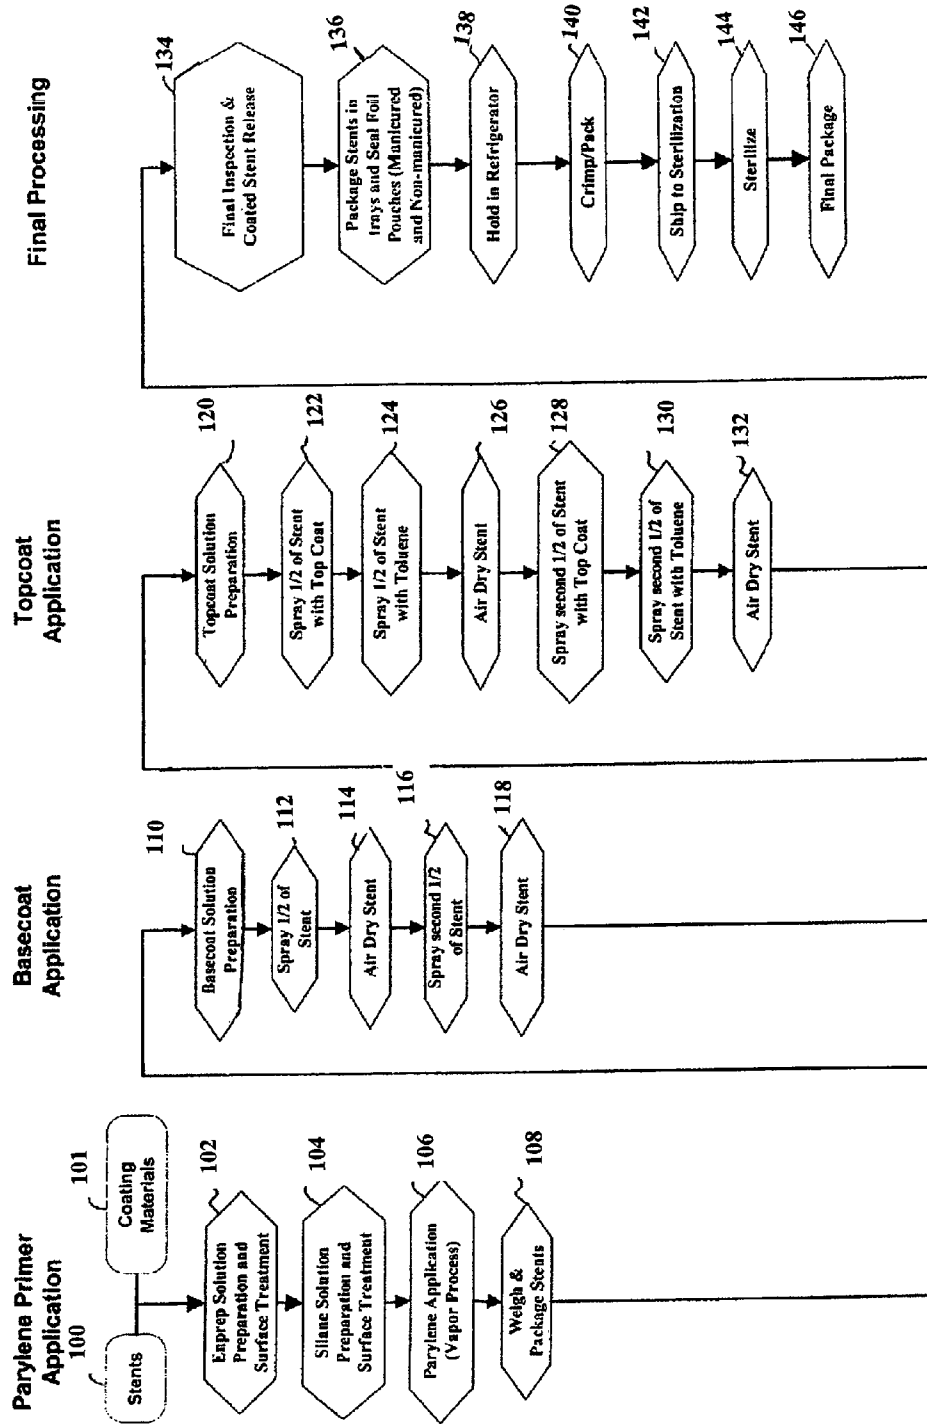 Parylene Primer
Application
100
Stents
101
Coating
Materials
102
Enprep Solution
Preparation and
Surface Treatment
104
Silane Solution
Preparation and
Surface Treatment
106
Parylene Application
(Vapor Process)
108
Weigh &
Package Stents
Basecoat
Application
110
Basecoat Solution
Preparation
112
Spray 1/2 of
Stent
114
Air Dry Stent
116
Spray second 1/2
of Stent
118
Air Dry Stent
Topcoat
Application
120
Topcoat Solution
Preparation
122
Spray 1/2 of Stent
with Top Coat
124
Spray 1/2 of Stent
with Toluene
126
Air Dry Stent
128
Spray second 1/2 of Stent
with Top Coat
130
Spray second 1/2 of
Stent with Toluene
132
Air Dry Stent
Final Processing
134
Final Inspection &
Coated Stent Release
136
Package Stents in
trays and Seal Foil
Pouches (Manicured
and Non-manicured)
138
Hold in Refrigerator
140
Crimp/Pack
142
Ship to Sterilization
144
Sterilize
146
Final Package